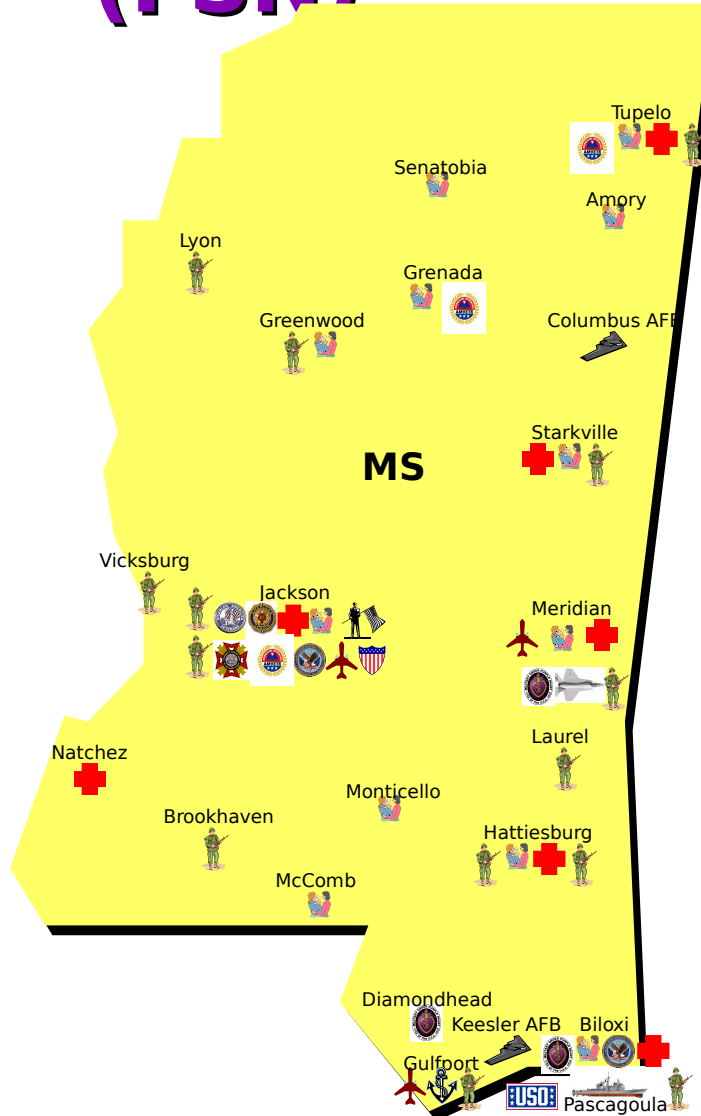 Tupelo
Senatobia
Amory
Lyon
Grenada
Greenwood
Columbus AFB
Starkville
MS
Vicksburg
Jackson
Meridian
Laurel
Natchez
Monticello
Brookhaven
Hattiesburg
McComb
Diamondhead
Keesler AFB
Biloxi
Gulfport
USO
Pascagoula